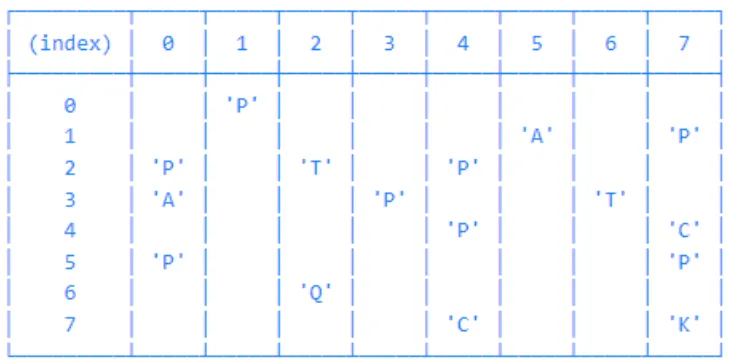 (index) 0 1 2 3 4 5 6 7
0 'P'
1 'A' 'P'
2 'P' 'T' 'P'
3 'A' 'P' 'T'
4 'P' 'C'
5 'P' 'P'
6 'Q'
7 'C' 'K'